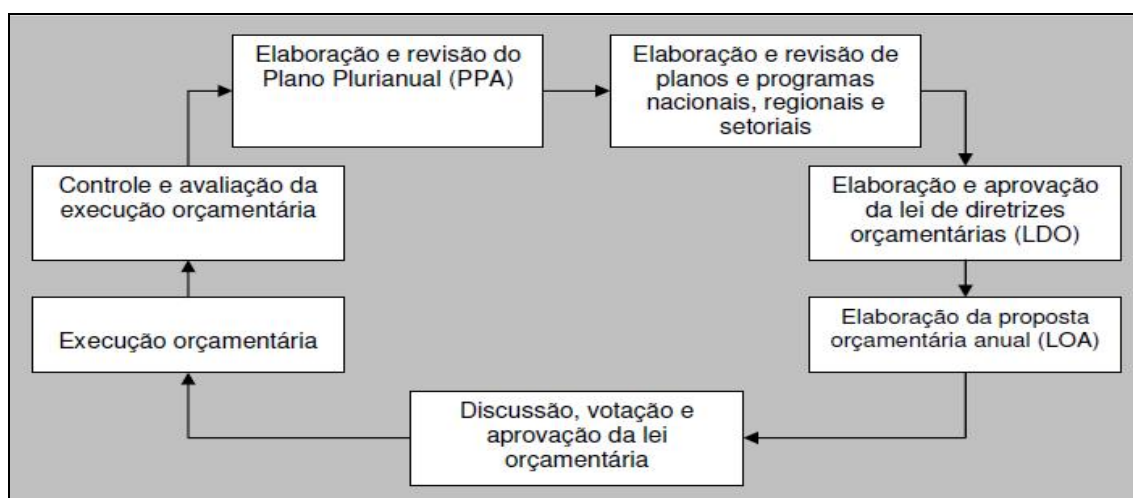 Elaboração e revisão do
Plano Plurianual (PPA)
Elaboração e revisão de
planos e programas
nacionais, regionais e
setoriais
Elaboração e aprovação
da lei de diretrizes
orçamentárias (LDO)
Elaboração da proposta
orçamentária anual (LOA)
Discussão, votação e
aprovação da lei
orçamentária
Execução orçamentária
Controle e avaliação da
execução orçamentária